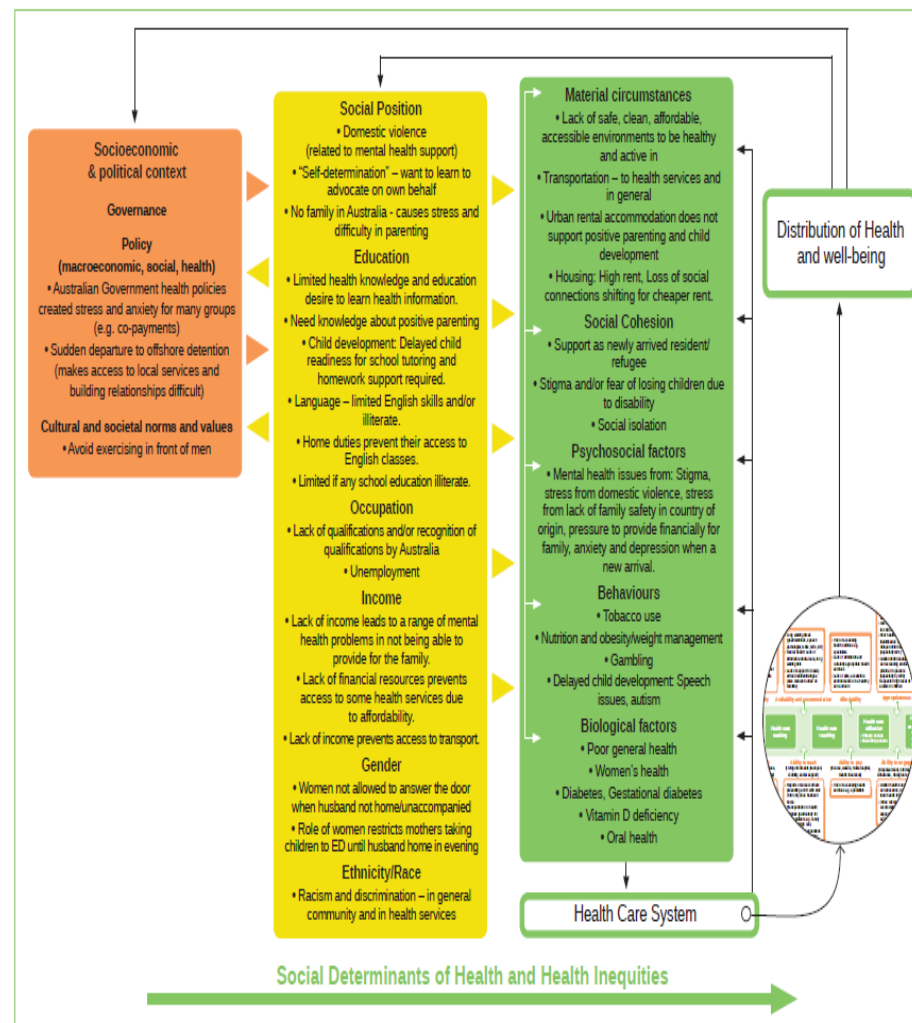 Socioeconomic
& political context
Governance
Policy
(macroeconomic, social, health)
• Australian Government health policies
created stress and anxiety for many groups
(e.g. co-payments)
• Sudden departure to offshore detention
(makes access to local services and
building relationships difficult)
Cultural and societal norms and values
• Avoid exercising in front of men
Social Position
• Domestic violence
(related to mental health support)
• "Self-determination" – want to learn to
advocate on own behalf
• No family in Australia - causes stress and
difficulty in parenting
Education
• Limited health knowledge and education
desire to learn health information.
• Need knowledge about positive parenting
• Child development: Delayed child
readiness for school tutoring and
homework support required.
• Language – limited English skills and/or
illiterate.
• Home duties prevent their access to
English classes.
• Limited if any school education illiterate.
Occupation
• Lack of qualifications and/or recognition of
qualifications by Australia
• Unemployment
Income
• Lack of income leads to a range of mental
health problems in not being able to
provide for the family.
• Lack of financial resources prevents
access to some health services due
to affordability.
• Lack of income prevents access to transport.
Gender
• Women not allowed to answer the door
when husband not home/unaccompanied
• Role of women restricts mothers taking
children to ED until husband home in evening
Ethnicity/Race
• Racism and discrimination – in general
community and in health services
Material circumstances
• Lack of safe, clean, affordable,
accessible environments to be healthy
and active in
• Transportation – to health services and
in general
• Urban rental accommodation does not
support positive parenting and child
development
• Housing: High rent, Loss of social
connections shifting for cheaper rent.
Social Cohesion
• Support as newly arrived resident/
refugee
• Stigma and/or fear of losing children due
to disability
• Social isolation
Psychosocial factors
• Mental health issues from: Stigma,
stress from domestic violence, stress
from lack of family safety in country of
origin, pressure to provide financially for
family, anxiety and depression when a
new arrival.
Behaviours
• Tobacco use
• Nutrition and obesity/weight management
• Gambling
• Delayed child development: Speech
issues, autism
Biological factors
• Poor general health
• Women's health
• Diabetes, Gestational diabetes
• Vitamin D deficiency
• Oral health
Health Care System
Distribution of Health
and well-being
Social Determinants of Health and Health Inequities